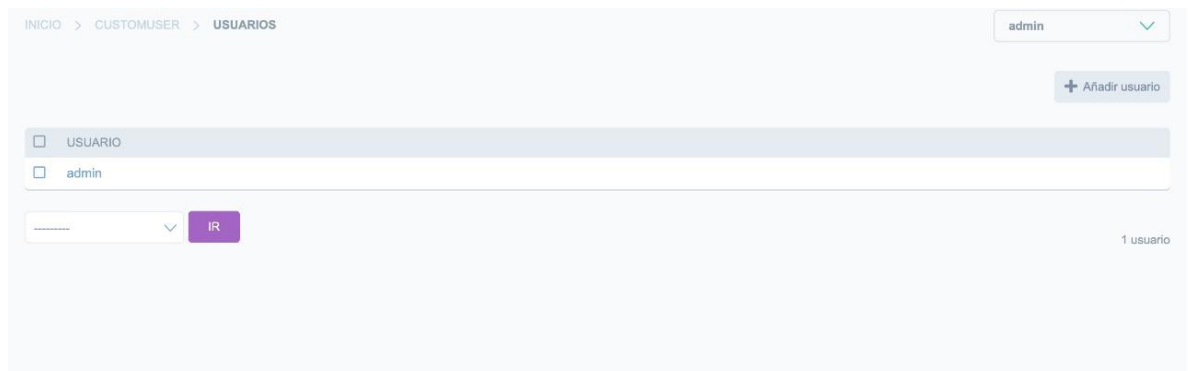 INICIO > CUSTOMUSER > USUARIOS
admin
Añadir usuario
USUARIO
admin
---------
IR
1 usuario